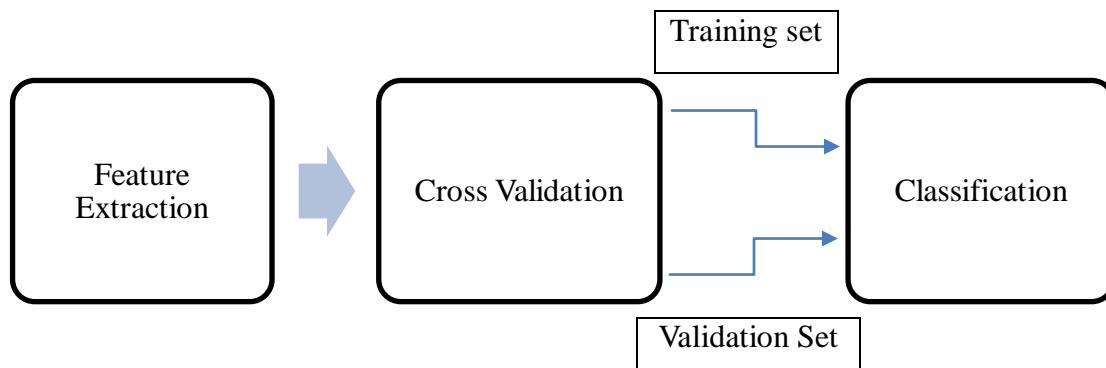 Training set
Feature
Extraction
Cross Validation
Classification
Validation Set